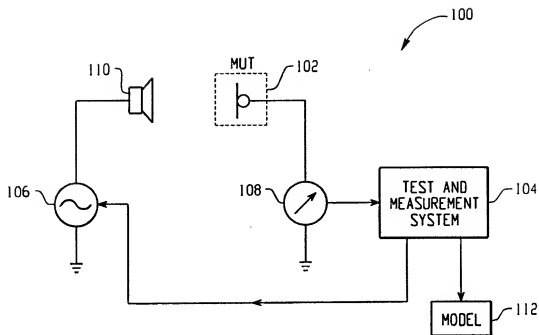 100
110
MUT
102
106
108
TEST AND
MEASUREMENT
SYSTEM
104
MODEL
112